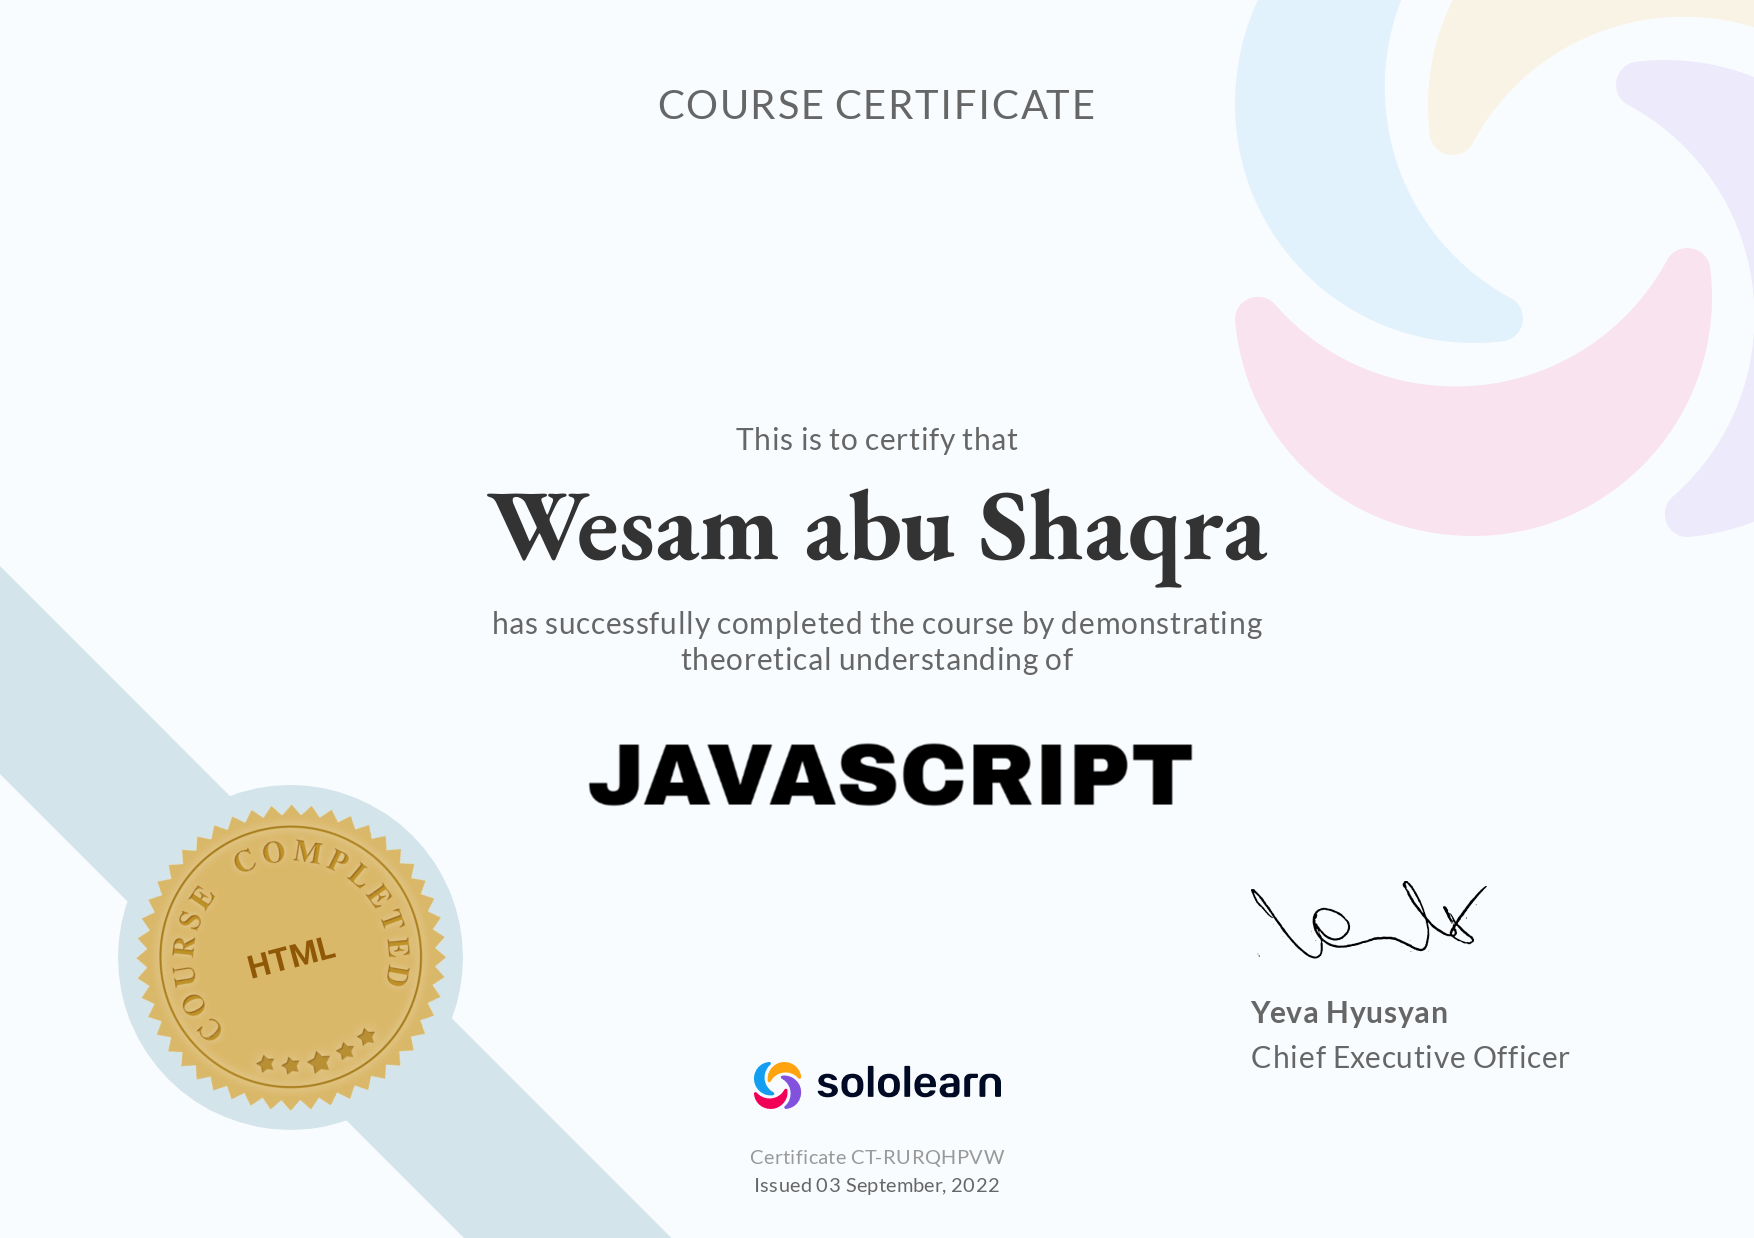 COURSE CERTIFICATE
This is to certify that
Wesam abu Shaqra
has successfully completed the course by demonstrating
theoretical understanding of
JAVASCRIPT
COURSE COMPLETED
HTML
Yeva Hyusyan
Chief Executive Officer
sololearn
Certificate CT-RURQHPVW
Issued 03 September, 2022